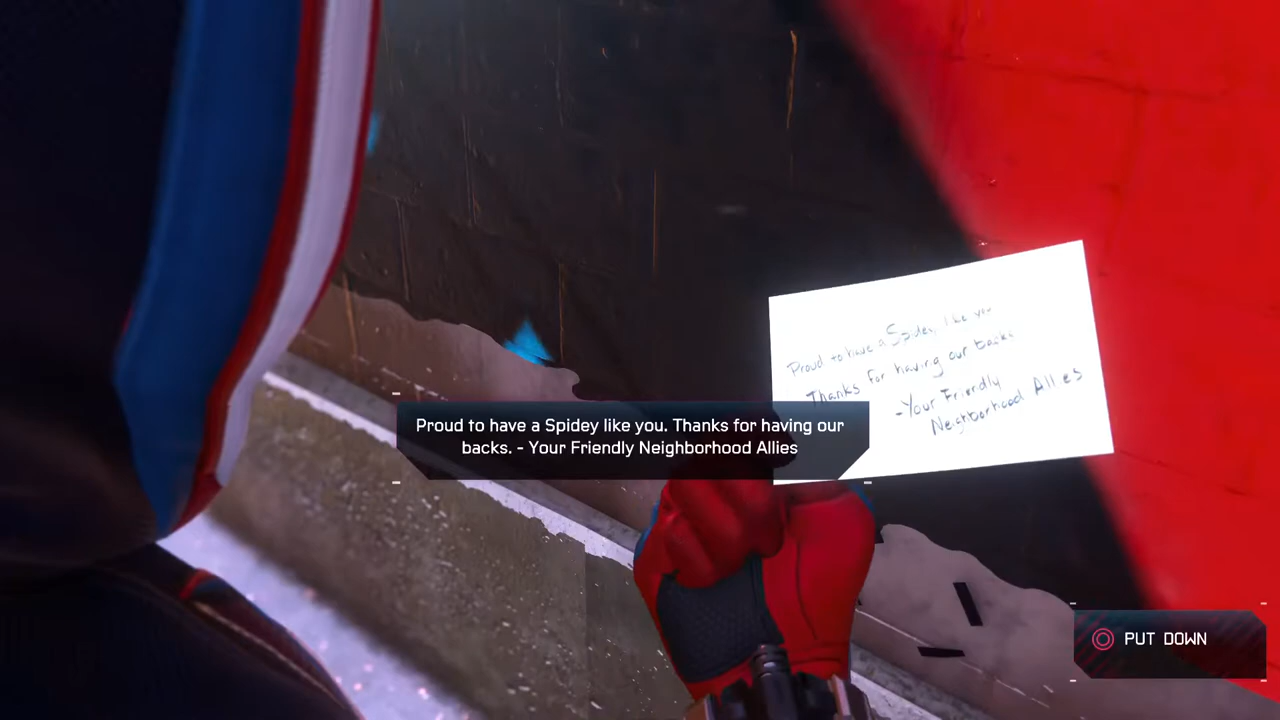 Proud to have a Spidey like you
Thanks for having our backs
-Your Friendly
Neighborhood Allies
Proud to have a Spidey like you. Thanks for having our
backs. - Your Friendly Neighborhood Allies
PUT DOWN